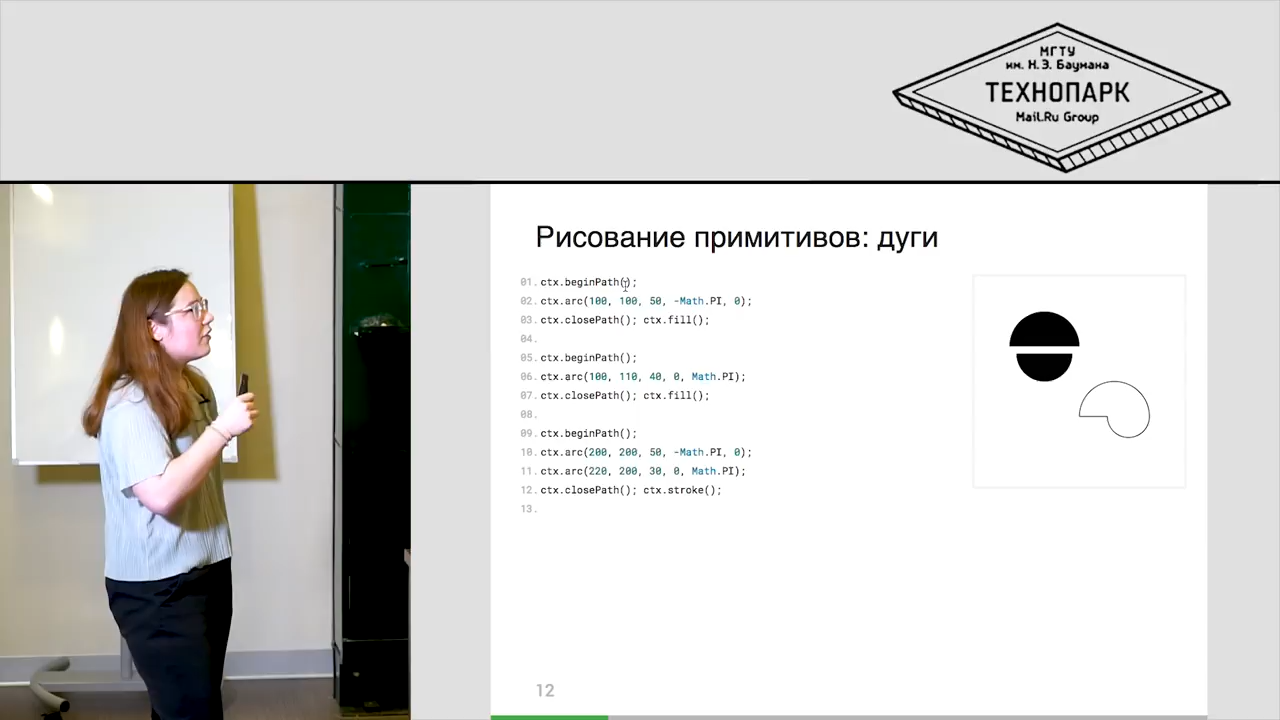 МГТУ
им. Н.Э. Баумана
ТЕХНОПАРК
Mail.Ru Group
Рисование примитивов: дуги
01. ctx.beginPath();
02. ctx.arc(100, 100, 50, -Math.PI, 0);
03. ctx.closePath(); ctx.fill();
04.
05. ctx.beginPath();
06. ctx.arc(100, 110, 40, 0, Math.PI);
07. ctx.closePath(); ctx.fill();
08.
09. ctx.beginPath();
10. ctx.arc(200, 200, 50, -Math.PI, 0);
11. ctx.arc(220, 200, 30, 0, Math.PI);
12. ctx.closePath(); ctx.stroke();
13.
12